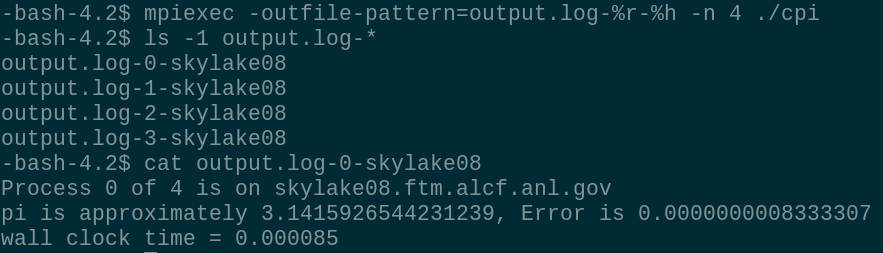 -bash-4.2$ mpiexec -outfile-pattern=output.log-%r-%h -n 4 ./cpi
-bash-4.2$ ls -1 output.log-*
output.log-0-skylake08
output.log-1-skylake08
output.log-2-skylake08
output.log-3-skylake08
-bash-4.2$ cat output.log-0-skylake08
Process 0 of 4 is on skylake08.ftm.alcf.anl.gov
pi is approximately 3.1415926544231239, Error is 0.0000000008333307
wall clock time = 0.000085